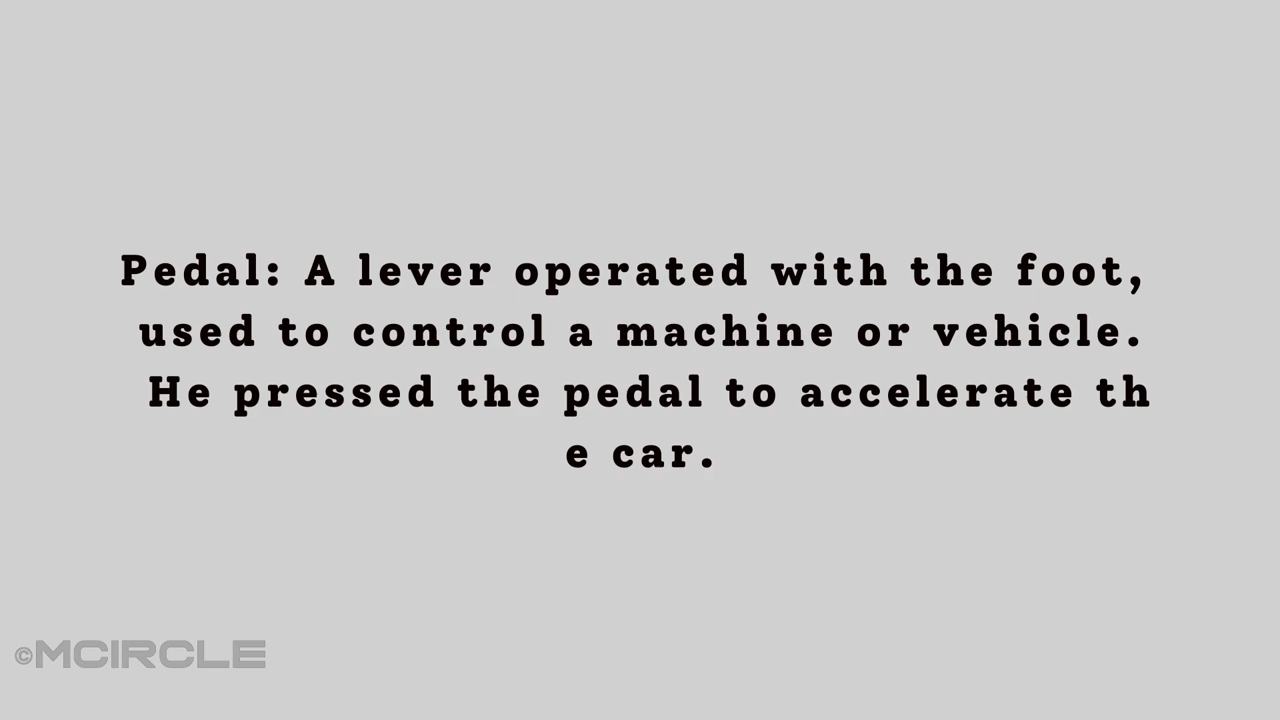 Pedal: A lever operated with the foot,
used to control a machine or vehicle.
He pressed the pedal to accelerate th
e car.
©MCIRCLE